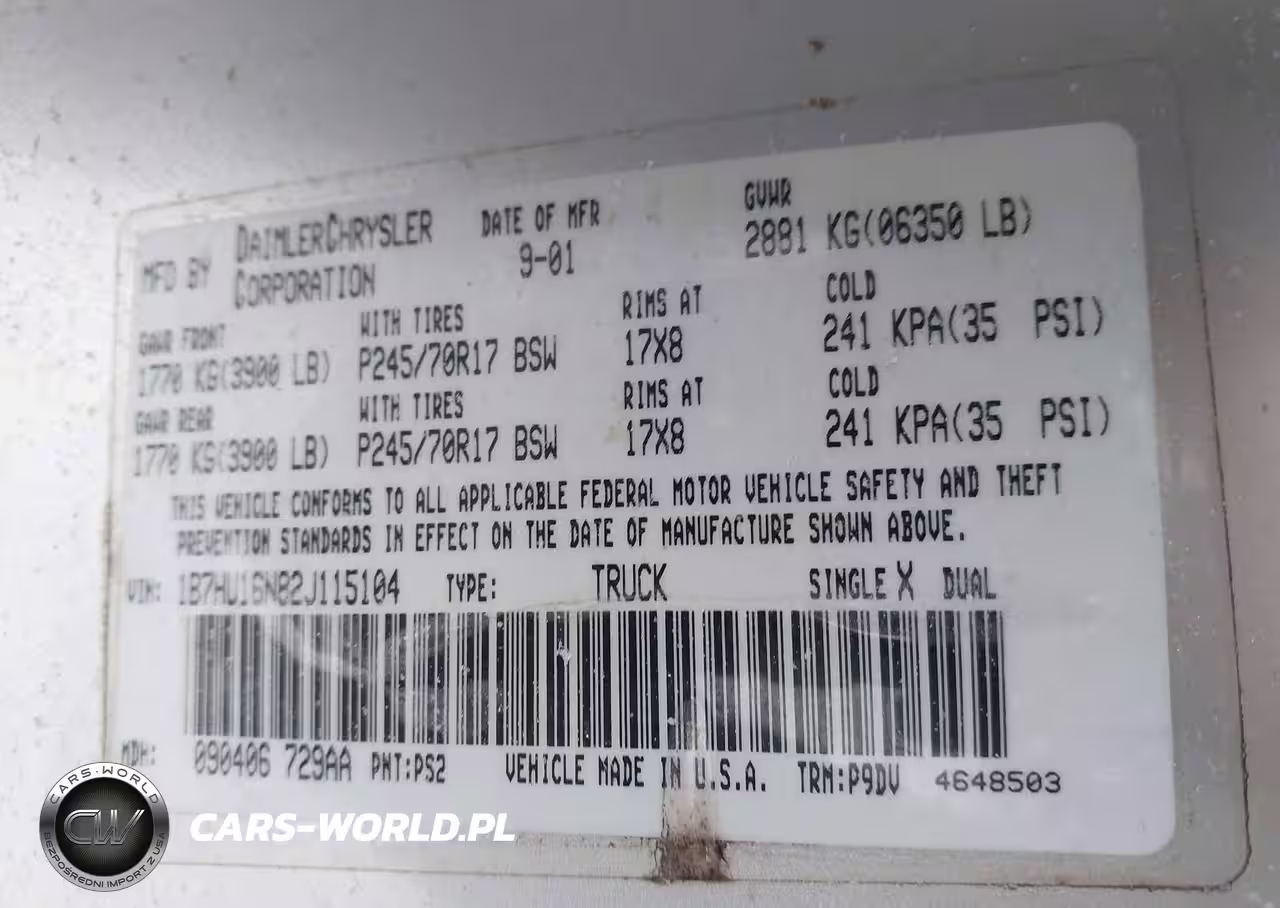 MFD BY DAIMLERCHRYSLER CORPORATION DATE OF MFR 9-01 GVWR 2881 KG(06350 LB)
GAWR FRONT WITH TIRES RIMS AT COLD
1770 KG(3900 LB) P245/70R17 BSW 17X8 241 KPA(35 PSI)
GAWR REAR WITH TIRES RIMS AT COLD
1770 KG(3900 LB) P245/70R17 BSW 17X8 241 KPA(35 PSI)
THIS VEHICLE CONFORMS TO ALL APPLICABLE FEDERAL MOTOR VEHICLE SAFETY AND THEFT
PREVENTION STANDARDS IN EFFECT ON THE DATE OF MANUFACTURE SHOWN ABOVE.
VIN: 1B7HU16N82J115104 TYPE: TRUCK SINGLE X DUAL
MDH: 090406 729AA PNT:PS2 VEHICLE MADE IN U.S.A. TRM:P9DV 4648503
CARS-WORLD
CW
BEZPOŚREDNI IMPORT Z USA
CARS-WORLD.PL